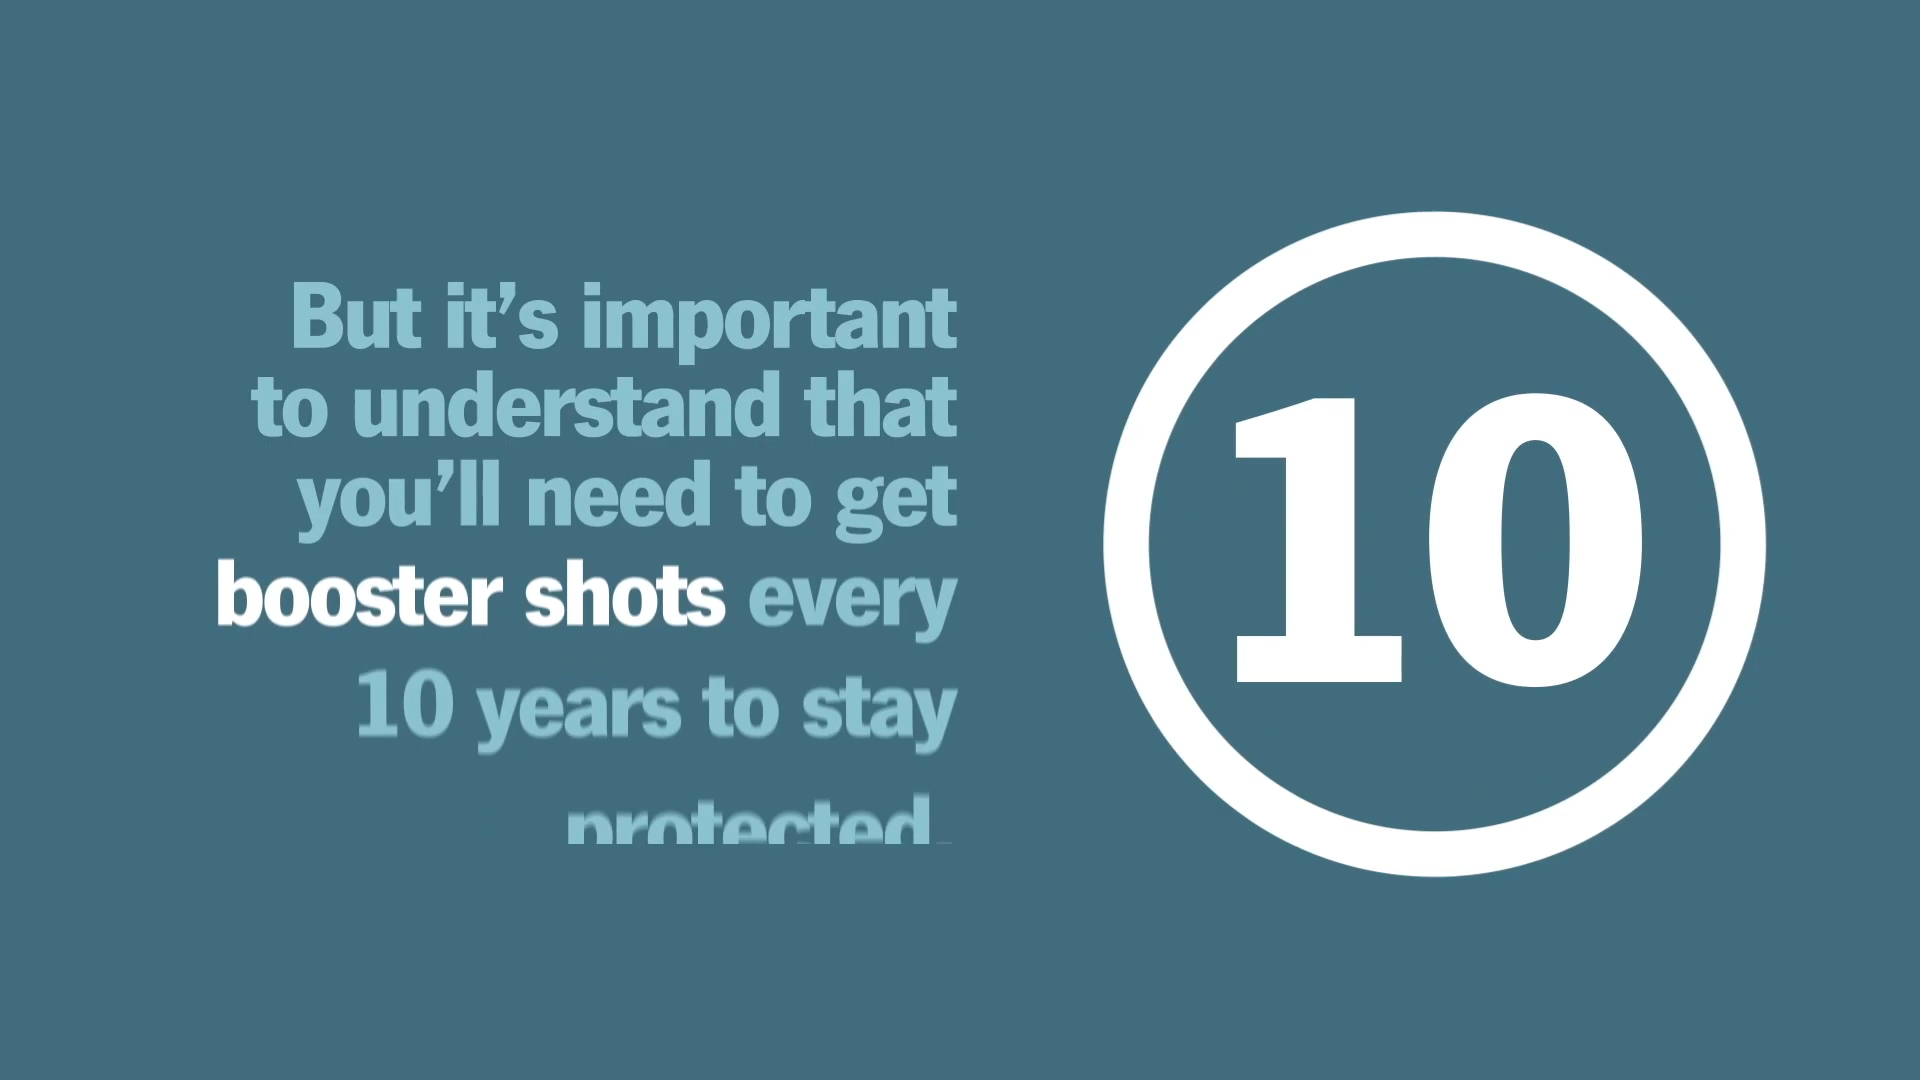 But it’s important
to understand that
you’ll need to get
booster shots every
10 years to stay
protected.
10